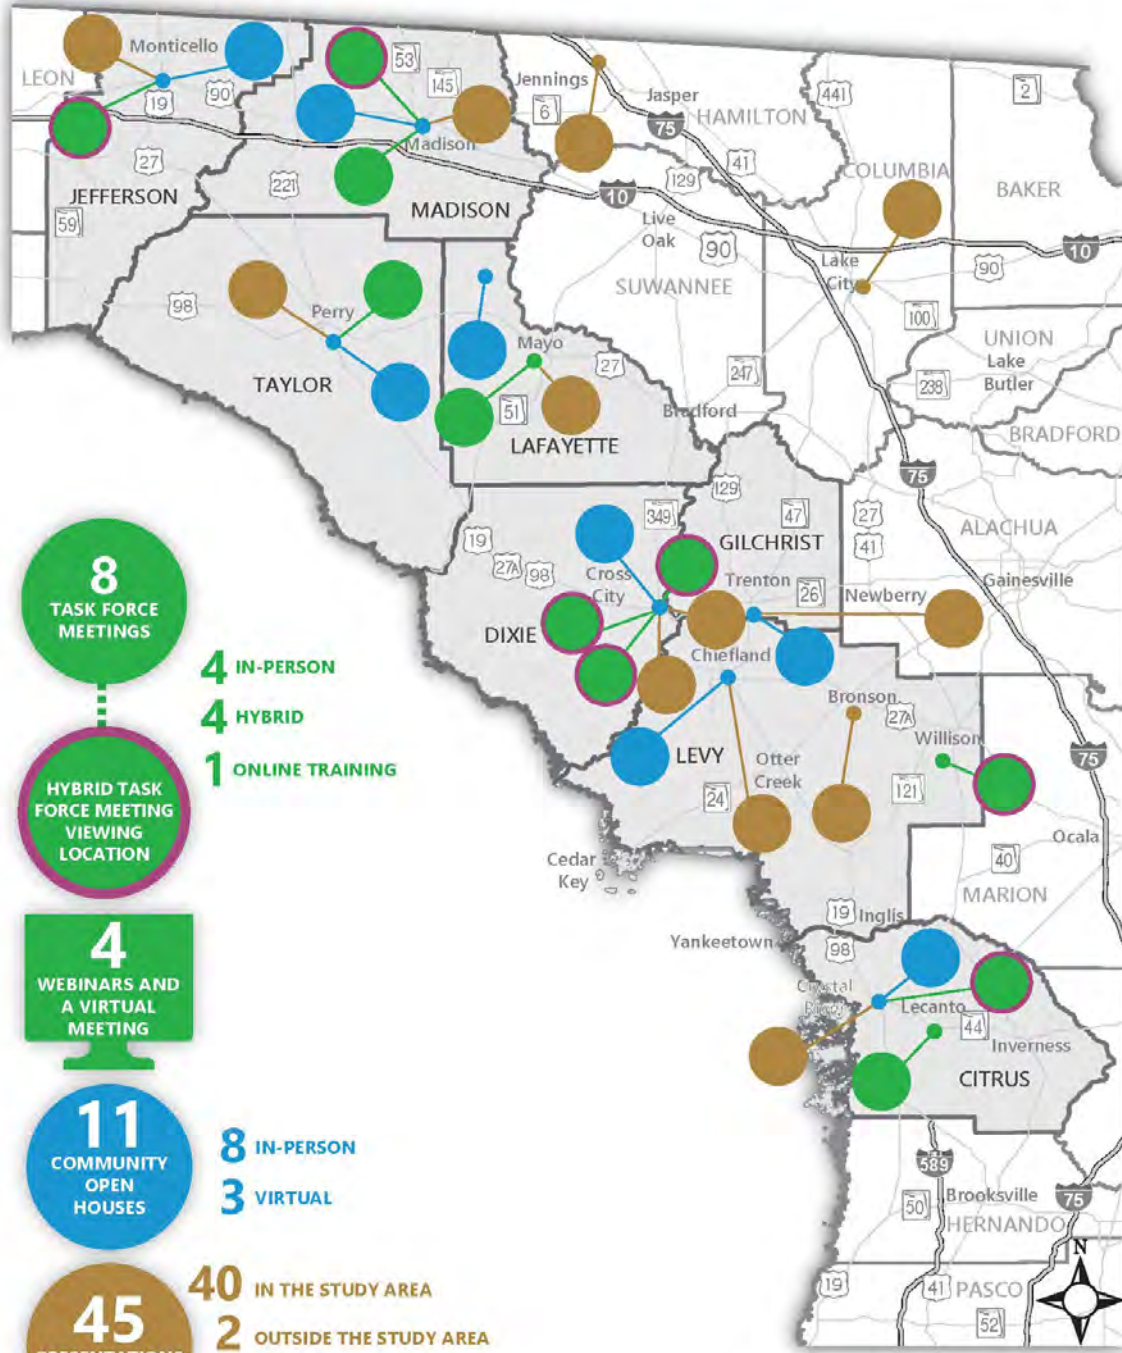 Monticello
LEON
19
90
53
145
Madison
27
221
59
JEFFERSON
MADISON
Jennings
6
Jasper
75
HAMILTON
441
2
41
129
10
COLUMBIA
BAKER
Live
Oak
90
10
90
Lake
City
SUWANNEE
100
98
Perry
TAYLOR
Mayo
27
51
LAFAYETTE
247
Bradford
UNION
Lake
Butler
238
BRADFORD
75
129
349
47
27
41
ALACHUA
GILCHRIST
19
27A
98
Cross
City
Trenton
26
Newberry
Gainesville
DIXIE
Chiefland
Bronson
27A
Willison
LEVY
Otter
Creek
24
121
75
Ocala
Cedar
Key
40
MARION
19
Inglis
Yankeetown
98
Crystal
River
Lecanto
44
Inverness
CITRUS
589
50
Brooksville
75
HERNANDO
N
19
41
PASCO
52
8
TASK FORCE
MEETINGS
4 IN-PERSON
4 HYBRID
1 ONLINE TRAINING
HYBRID TASK
FORCE MEETING
VIEWING
LOCATION
4
WEBINARS AND
A VIRTUAL
MEETING
11
COMMUNITY
OPEN
HOUSES
8 IN-PERSON
3 VIRTUAL
45
PRESENTATIONS
40 IN THE STUDY AREA
2 OUTSIDE THE STUDY AREA